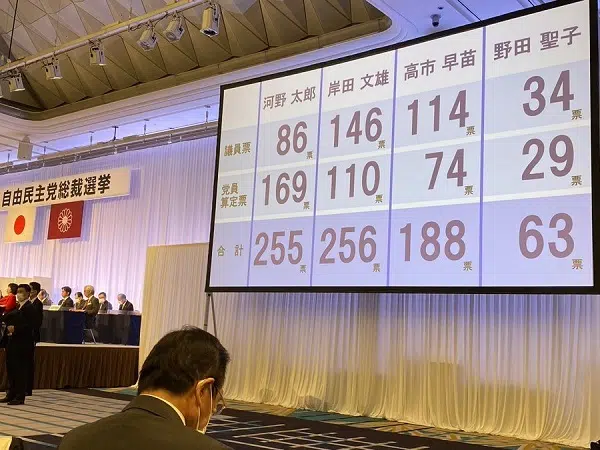 自由民主党総裁選挙
河野 太郎 岸田 文雄 高市 早苗 野田 聖子
議員票 86票 146票 114票 34票
党員
算定票 169票 110票 74票 29票
合計 255票 256票 188票 63票